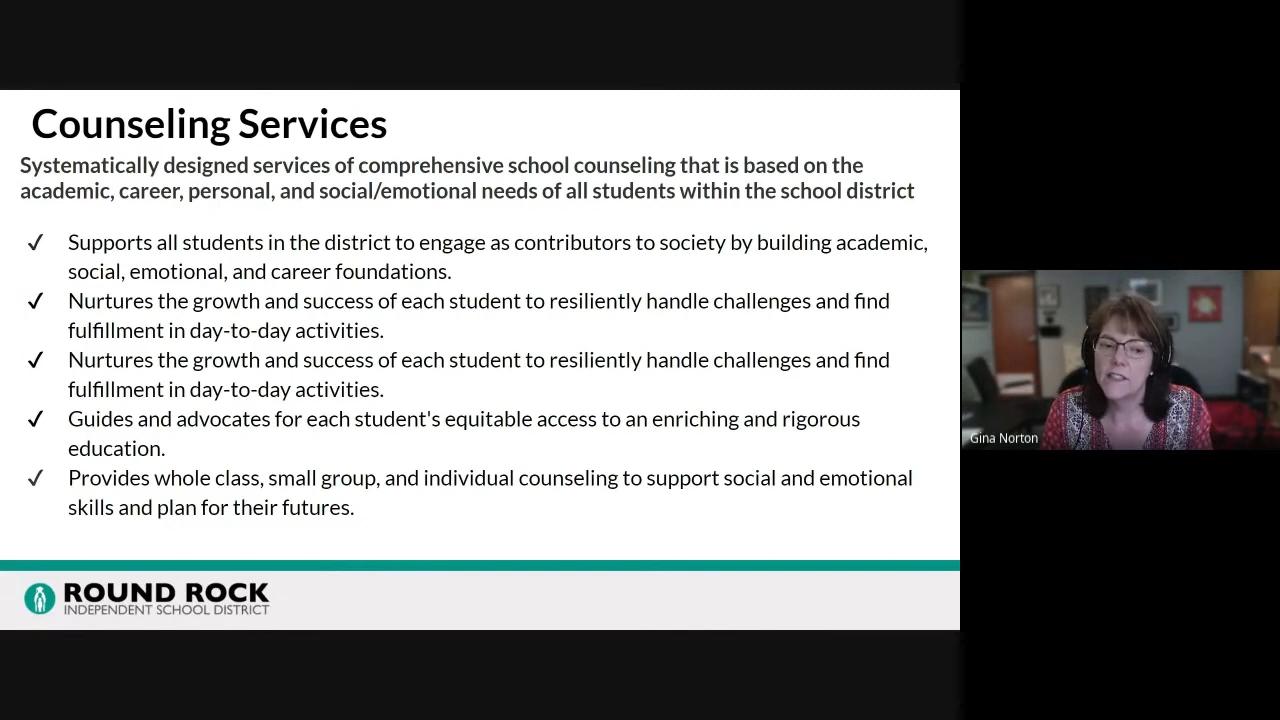 Counseling Services
Systematically designed services of comprehensive school counseling that is based on the
academic, career, personal, and social/emotional needs of all students within the school district
✓ Supports all students in the district to engage as contributors to society by building academic,
social, emotional, and career foundations.
✓ Nurtures the growth and success of each student to resiliently handle challenges and find
fulfillment in day-to-day activities.
✓ Nurtures the growth and success of each student to resiliently handle challenges and find
fulfillment in day-to-day activities.
✓ Guides and advocates for each student's equitable access to an enriching and rigorous
education.
✓ Provides whole class, small group, and individual counseling to support social and emotional
skills and plan for their futures.
ROUND ROCK
INDEPENDENT SCHOOL DISTRICT
Gina Norton